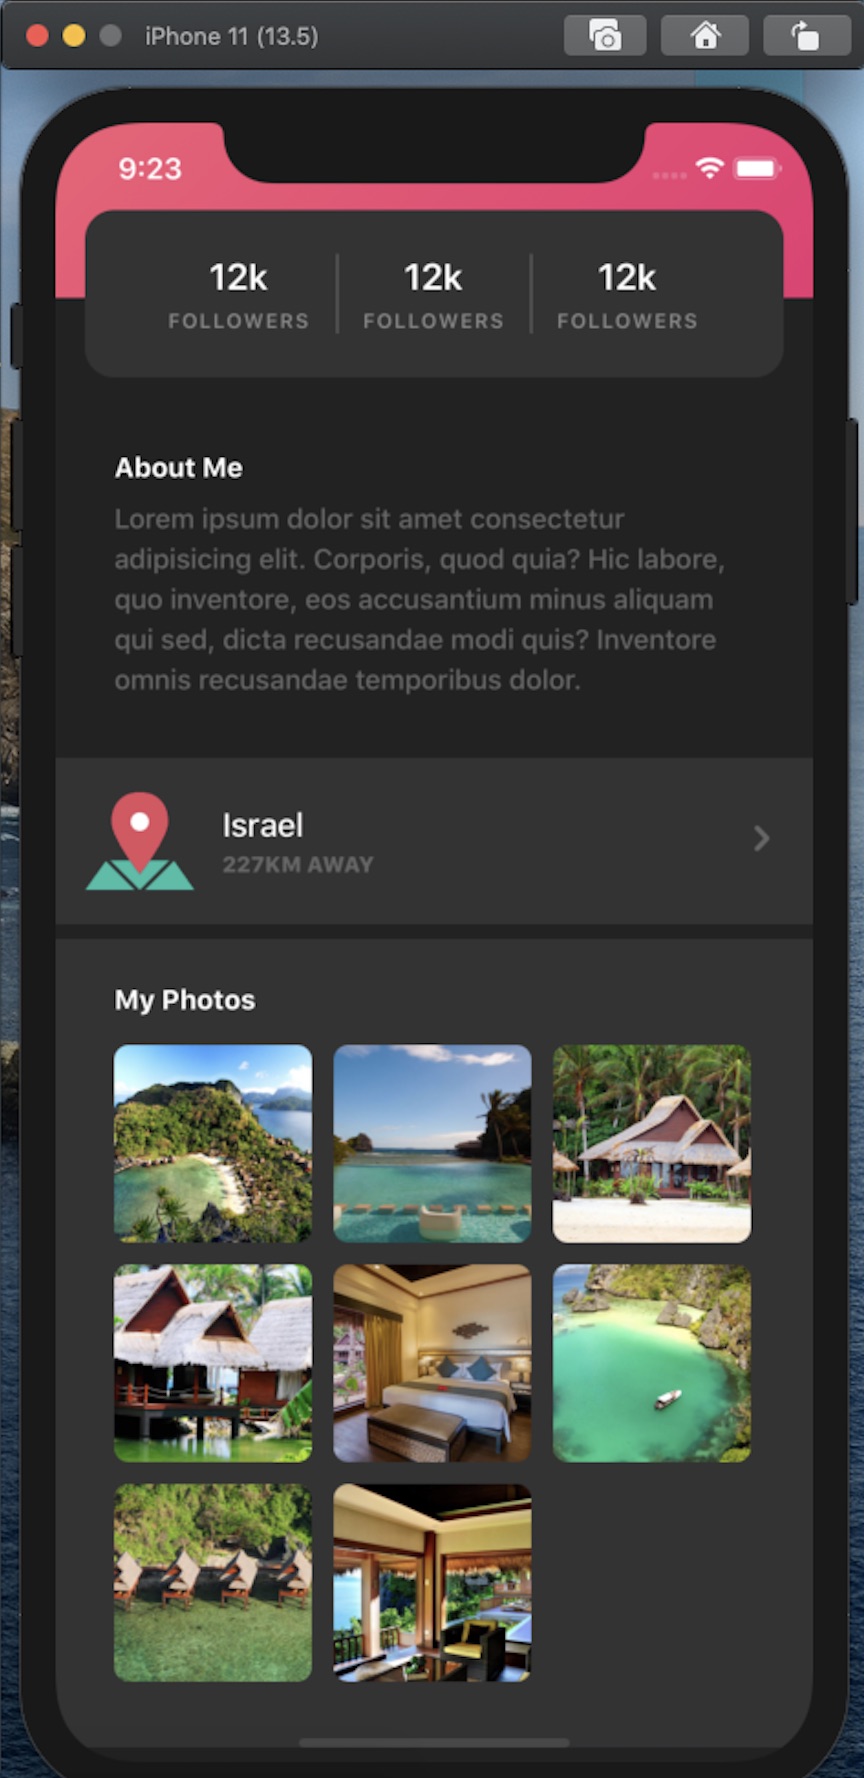 iPhone 11 (13.5)
9:23
12k 12k 12k
FOLLOWERS FOLLOWERS FOLLOWERS
About Me
Lorem ipsum dolor sit amet consectetur
adipisicing elit. Corporis, quod quia? Hic labore,
quo inventore, eos accusantium minus aliquam
qui sed, dicta recusandae modi quis? Inventore
omnis recusandae temporibus dolor.
Israel
227KM AWAY
My Photos